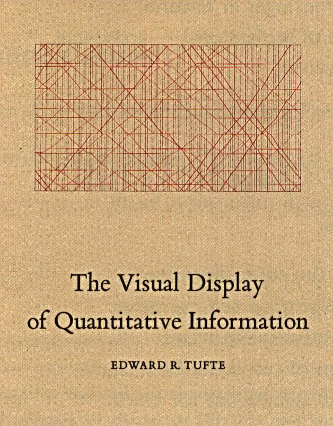 The Visual Display
of Quantitative Information
EDWARD R. TUFTE